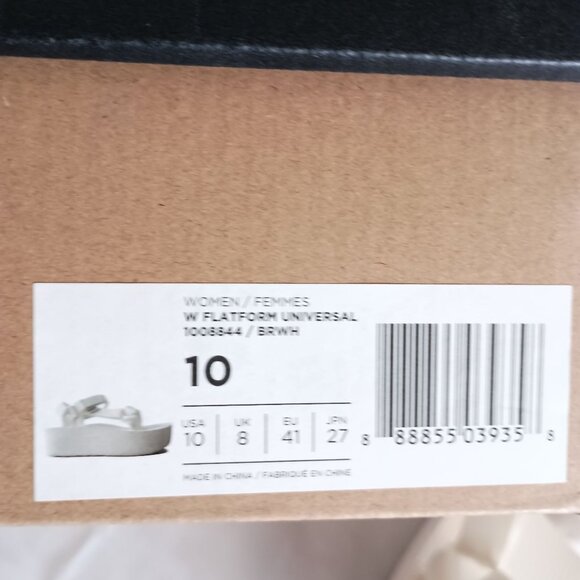 WOMEN / FEMMES
W FLATFORM UNIVERSAL
1008844 / BRWH
10
USA UK EU JPN
10 8 41 27
MADE IN CHINA / FABRIQUÉ EN CHINE
8 88855 03935 8